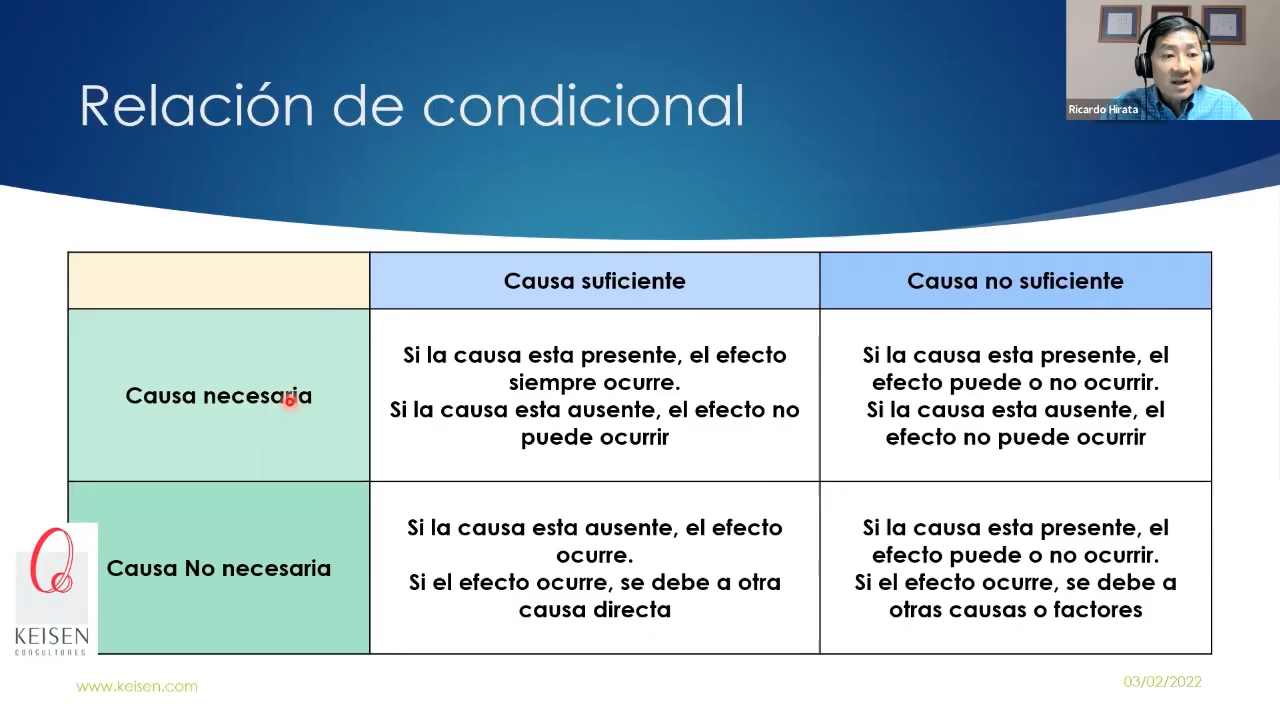 Relación de condicional
Ricardo Hirata
Causa suficiente
Causa no suficiente
Causa necesaria
Si la causa esta presente, el efecto
siempre ocurre.
Si la causa esta ausente, el efecto no
puede ocurrir
Si la causa esta presente, el
efecto puede o no ocurrir.
Si la causa esta ausente, el
efecto no puede ocurrir
Causa No necesaria
Si la causa esta ausente, el efecto
ocurre.
Si el efecto ocurre, se debe a otra
causa directa
Si la causa esta presente, el
efecto puede o no ocurrir.
Si el efecto ocurre, se debe a
otras causas o factores
KEISEN
CONSULTORES
www.keisen.com
03/02/2022